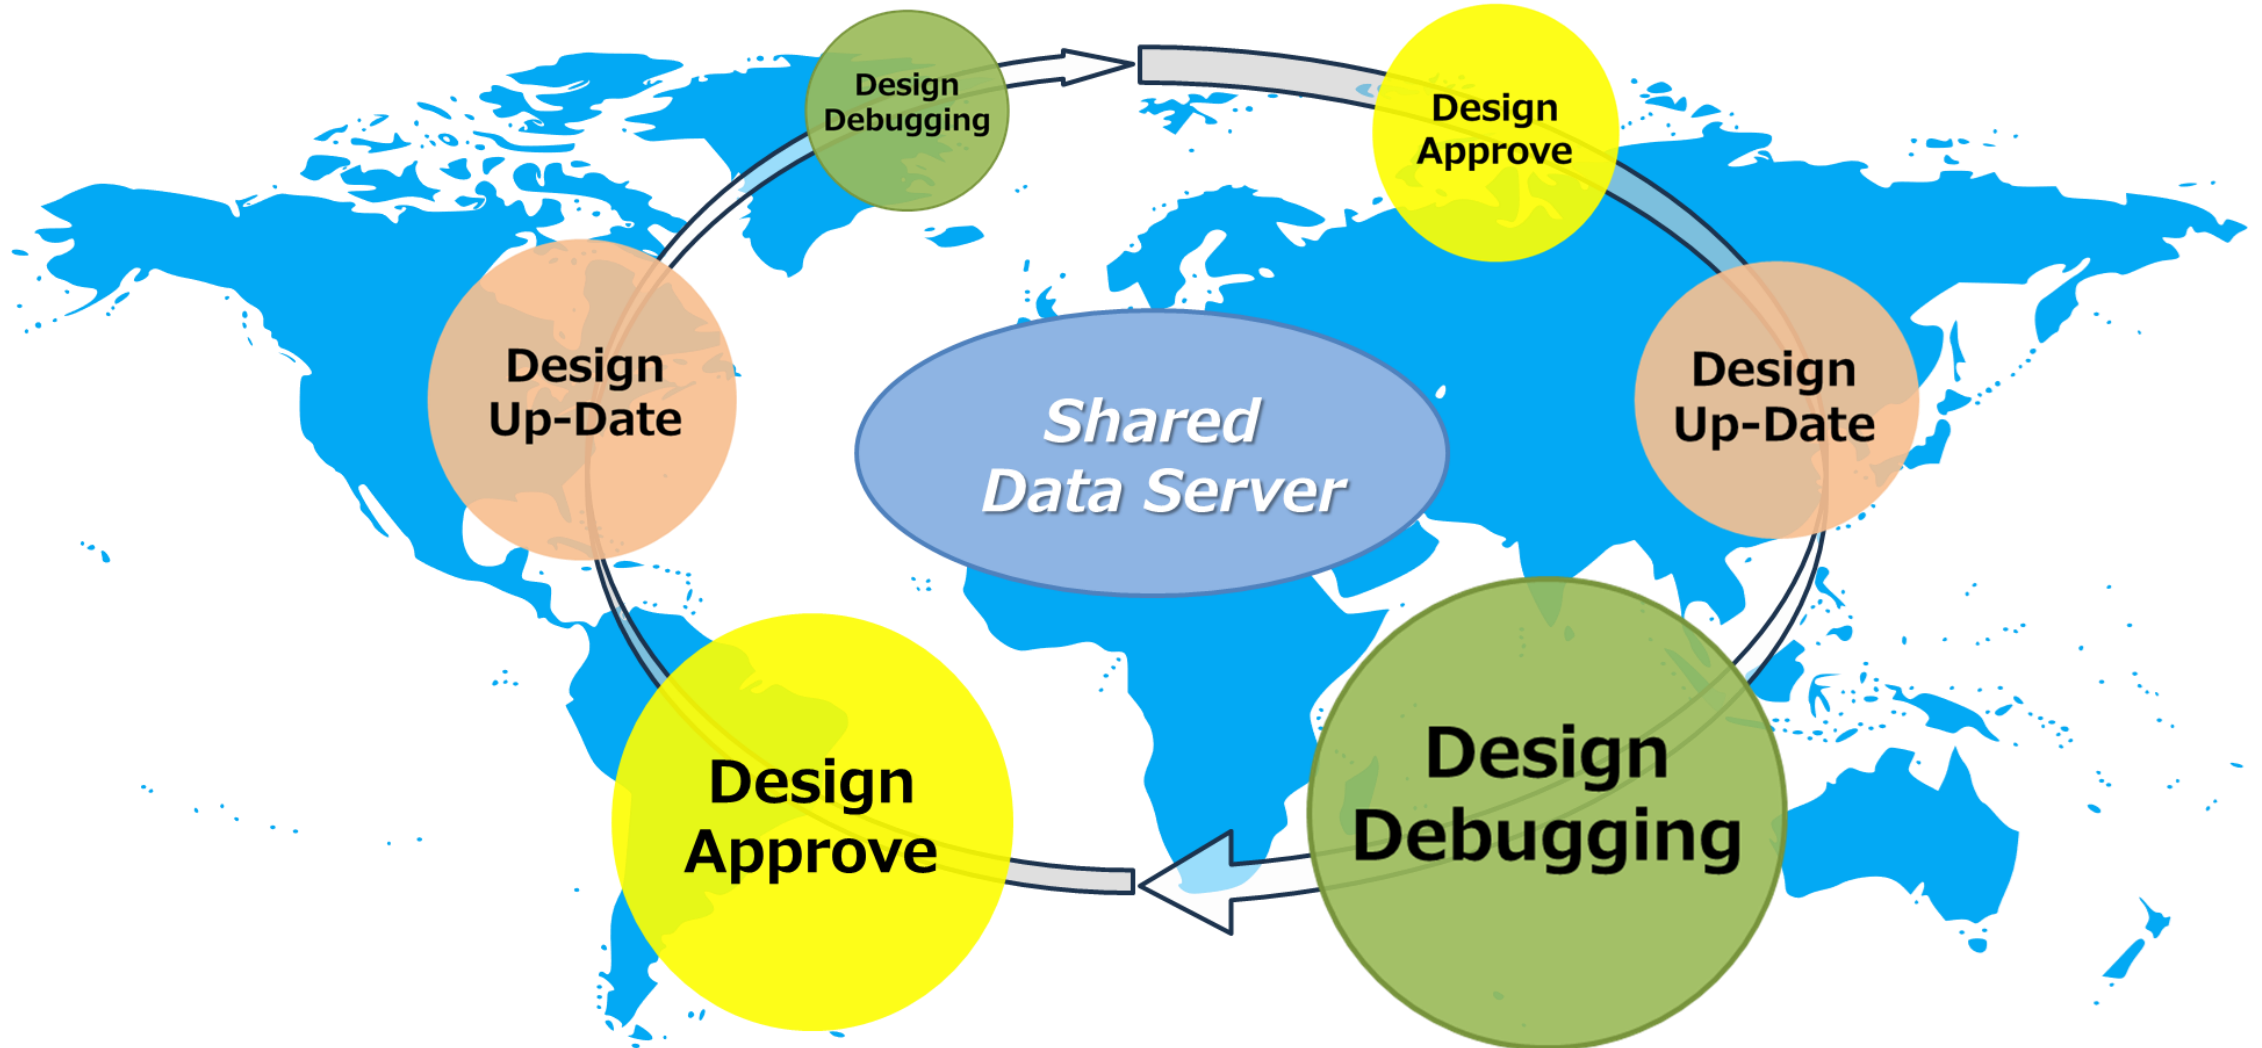 Design
Debugging
Design
Approve
Design
Up-Date
Shared
Data Server
Design
Up-Date
Design
Approve
Design
Debugging